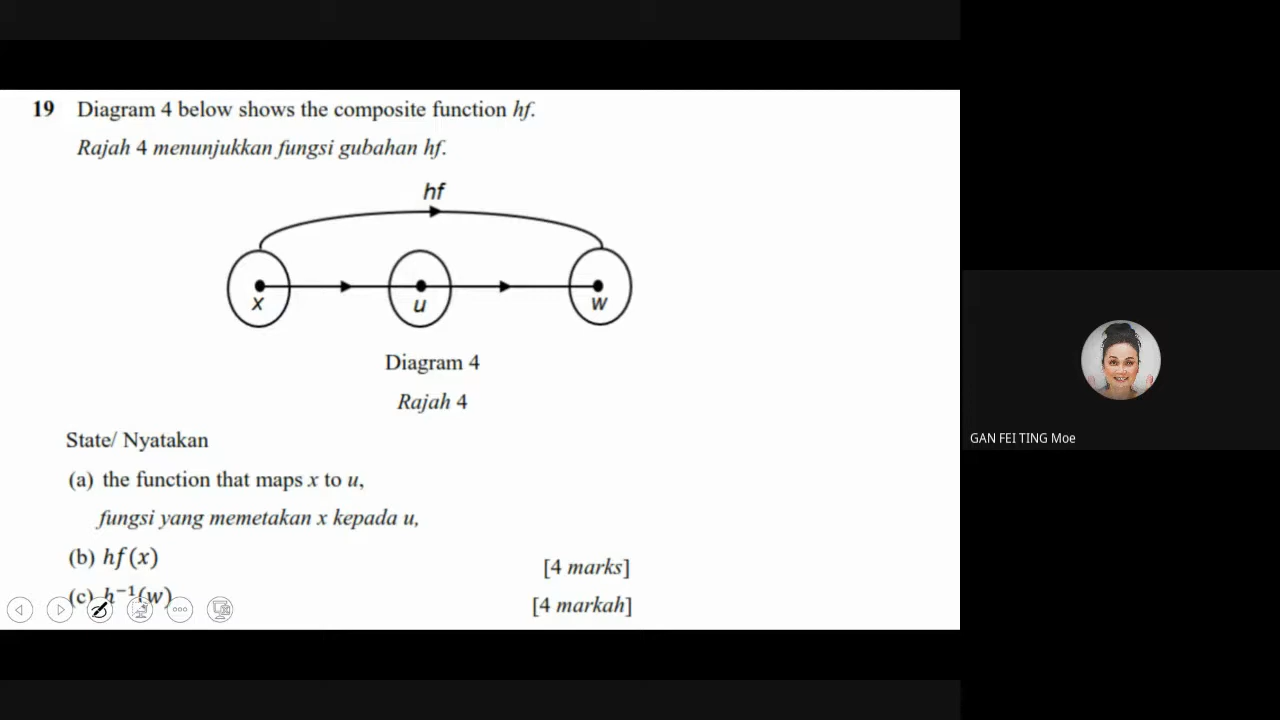 19 Diagram 4 below shows the composite function hf.
Rajah 4 menunjukkan fungsi gubahan hf.
hf
x u w
Diagram 4
Rajah 4
State/ Nyatakan
(a) the function that maps x to u,
fungsi yang memetakan x kepada u,
(b) hf(x)
[4 marks]
(c) h⁻¹(w)
[4 markah]
GAN FEI TING Moe